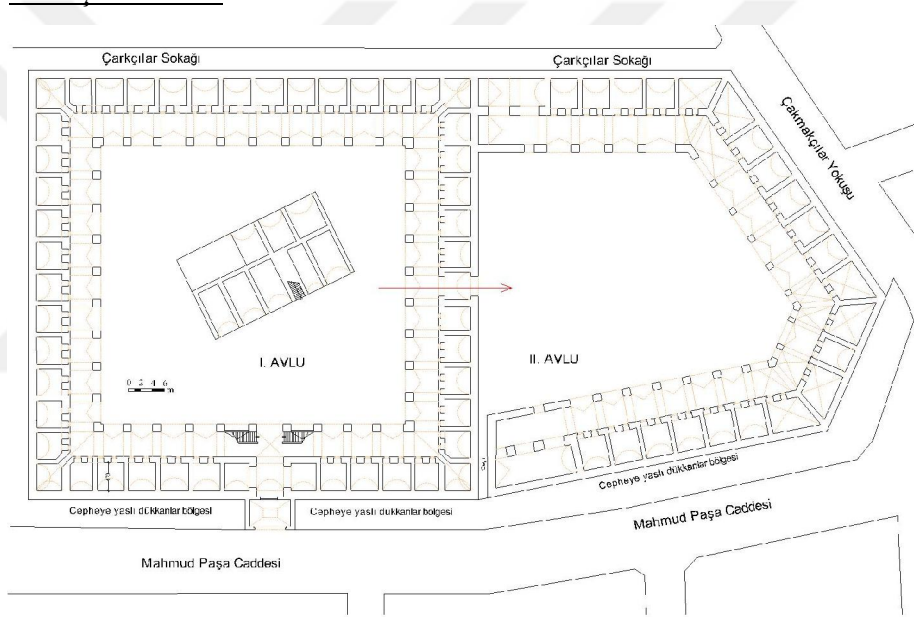 Çarkçılar Sokağı
Çarkçılar Sokağı
Çakmakçılar Yokuşu
I. AVLU
II. AVLU
0 2 4 6
m
Cepheye yaslı dükkanlar bölgesi
Cepheye yaslı dükkanlar bölgesi
Cepheye yaslı dükkanlar bölgesi
Mahmud Paşa Caddesi
Mahmud Paşa Caddesi